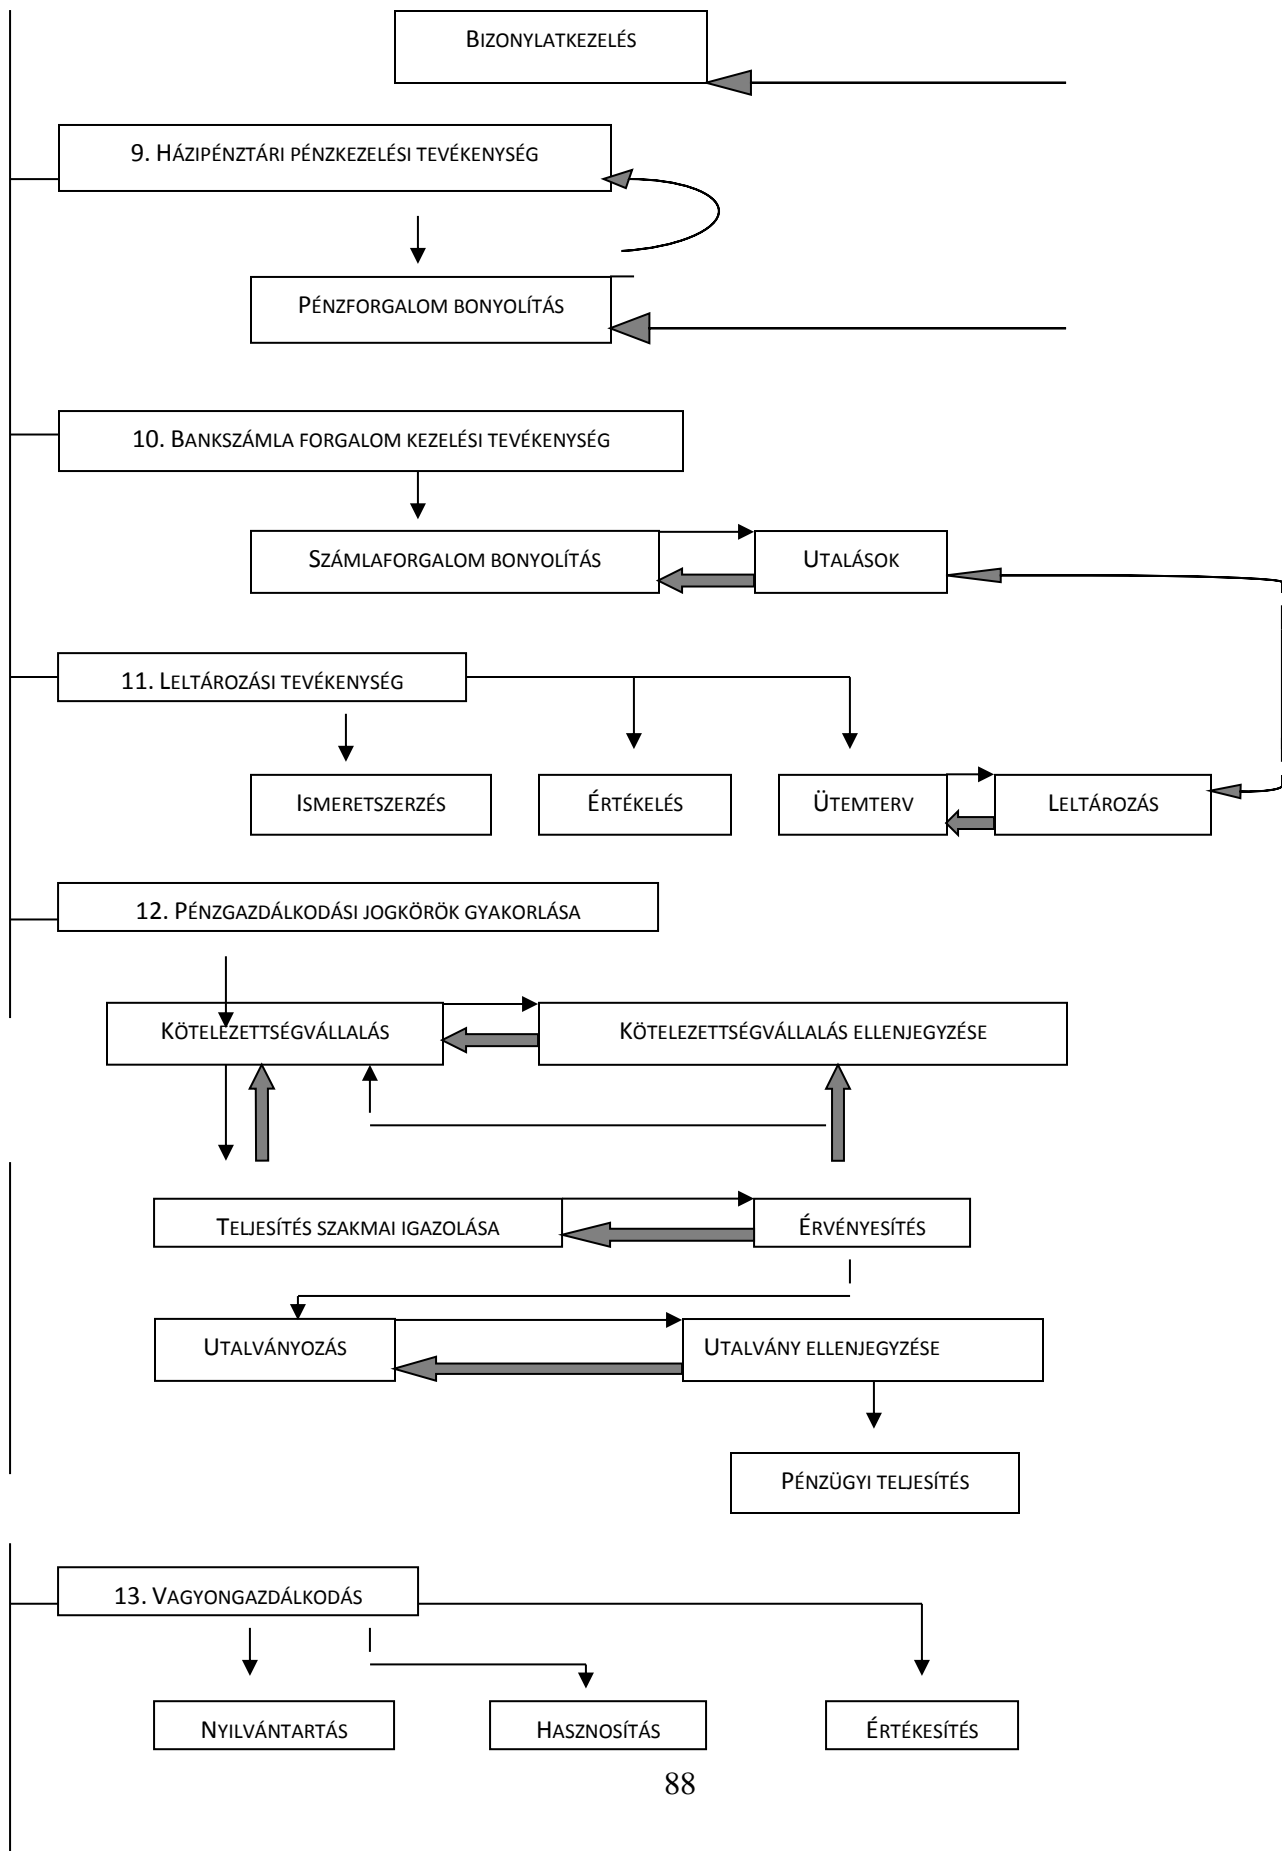 BIZONYLATKEZELÉS
9. HÁZIPÉNZTÁRI PÉNZKEZELÉSI TEVÉKENYSÉG
PÉNZFORGALOM BONYOLÍTÁS
10. BANKSZÁMLA FORGALOM KEZELÉSI TEVÉKENYSÉG
SZÁMLAFORGALOM BONYOLÍTÁS
UTALÁSOK
11. LELTÁROZÁSI TEVÉKENYSÉG
ISMERETSZERZÉS
ÉRTÉKELÉS
ÜTEMTERV
LELTÁROZÁS
12. PÉNZGAZDÁLKODÁSI JOGKÖRÖK GYAKORLÁSA
KÖTELEZETTSÉGVÁLLALÁS
KÖTELEZETTSÉGVÁLLALÁS ELLENJEGYZÉSE
TELJESÍTÉS SZAKMAI IGAZOLÁSA
ÉRVÉNYESÍTÉS
UTALVÁNYOZÁS
UTALVÁNY ELLENJEGYZÉSE
PÉNZÜGYI TELJESÍTÉS
13. VAGYONGAZDÁLKODÁS
NYILVÁNTARTÁS
HASZNOSÍTÁS
ÉRTÉKESÍTÉS
88